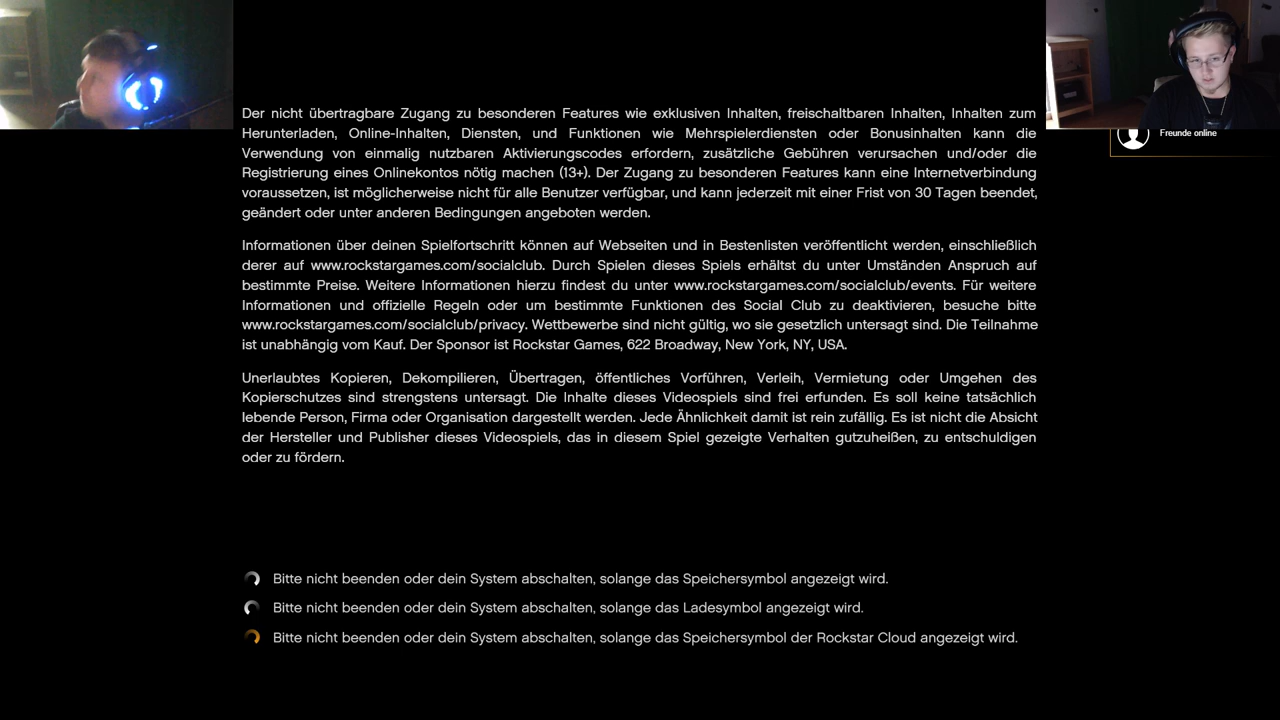 Der nicht übertragbare Zugang zu besonderen Features wie exklusiven Inhalten, freischaltbaren Inhalten, Inhalten zum
Herunterladen, Online-Inhalten, Diensten, und Funktionen wie Mehrspielerdiensten oder Bonusinhalten kann die
Verwendung von einmalig nutzbaren Aktivierungscodes erfordern, zusätzliche Gebühren verursachen und/oder die
Registrierung eines Onlinekontos nötig machen (13+). Der Zugang zu besonderen Features kann eine Internetverbindung
voraussetzen, ist möglicherweise nicht für alle Benutzer verfügbar, und kann jederzeit mit einer Frist von 30 Tagen beendet,
geändert oder unter anderen Bedingungen angeboten werden.
Informationen über deinen Spielfortschritt können auf Webseiten und in Bestenlisten veröffentlicht werden, einschließlich
derer auf www.rockstargames.com/socialclub. Durch Spielen dieses Spiels erhältst du unter Umständen Anspruch auf
bestimmte Preise. Weitere Informationen hierzu findest du unter www.rockstargames.com/socialclub/events. Für weitere
Informationen und offizielle Regeln oder um bestimmte Funktionen des Social Club zu deaktivieren, besuche bitte
www.rockstargames.com/socialclub/privacy. Wettbewerbe sind nicht gültig, wo sie gesetzlich untersagt sind. Die Teilnahme
ist unabhängig vom Kauf. Der Sponsor ist Rockstar Games, 622 Broadway, New York, NY, USA.
Unerlaubtes Kopieren, Dekompilieren, Übertragen, öffentliches Vorführen, Verleih, Vermietung oder Umgehen des
Kopierschutzes sind strengstens untersagt. Die Inhalte dieses Videospiels sind frei erfunden. Es soll keine tatsächlich
lebende Person, Firma oder Organisation dargestellt werden. Jede Ähnlichkeit damit ist rein zufällig. Es ist nicht die Absicht
der Hersteller und Publisher dieses Videospiels, das in diesem Spiel gezeigte Verhalten gutzuheißen, zu entschuldigen
oder zu fördern.
Bitte nicht beenden oder dein System abschalten, solange das Speichersymbol angezeigt wird.
Bitte nicht beenden oder dein System abschalten, solange das Ladesymbol angezeigt wird.
Bitte nicht beenden oder dein System abschalten, solange das Speichersymbol der Rockstar Cloud angezeigt wird.
Freunde online